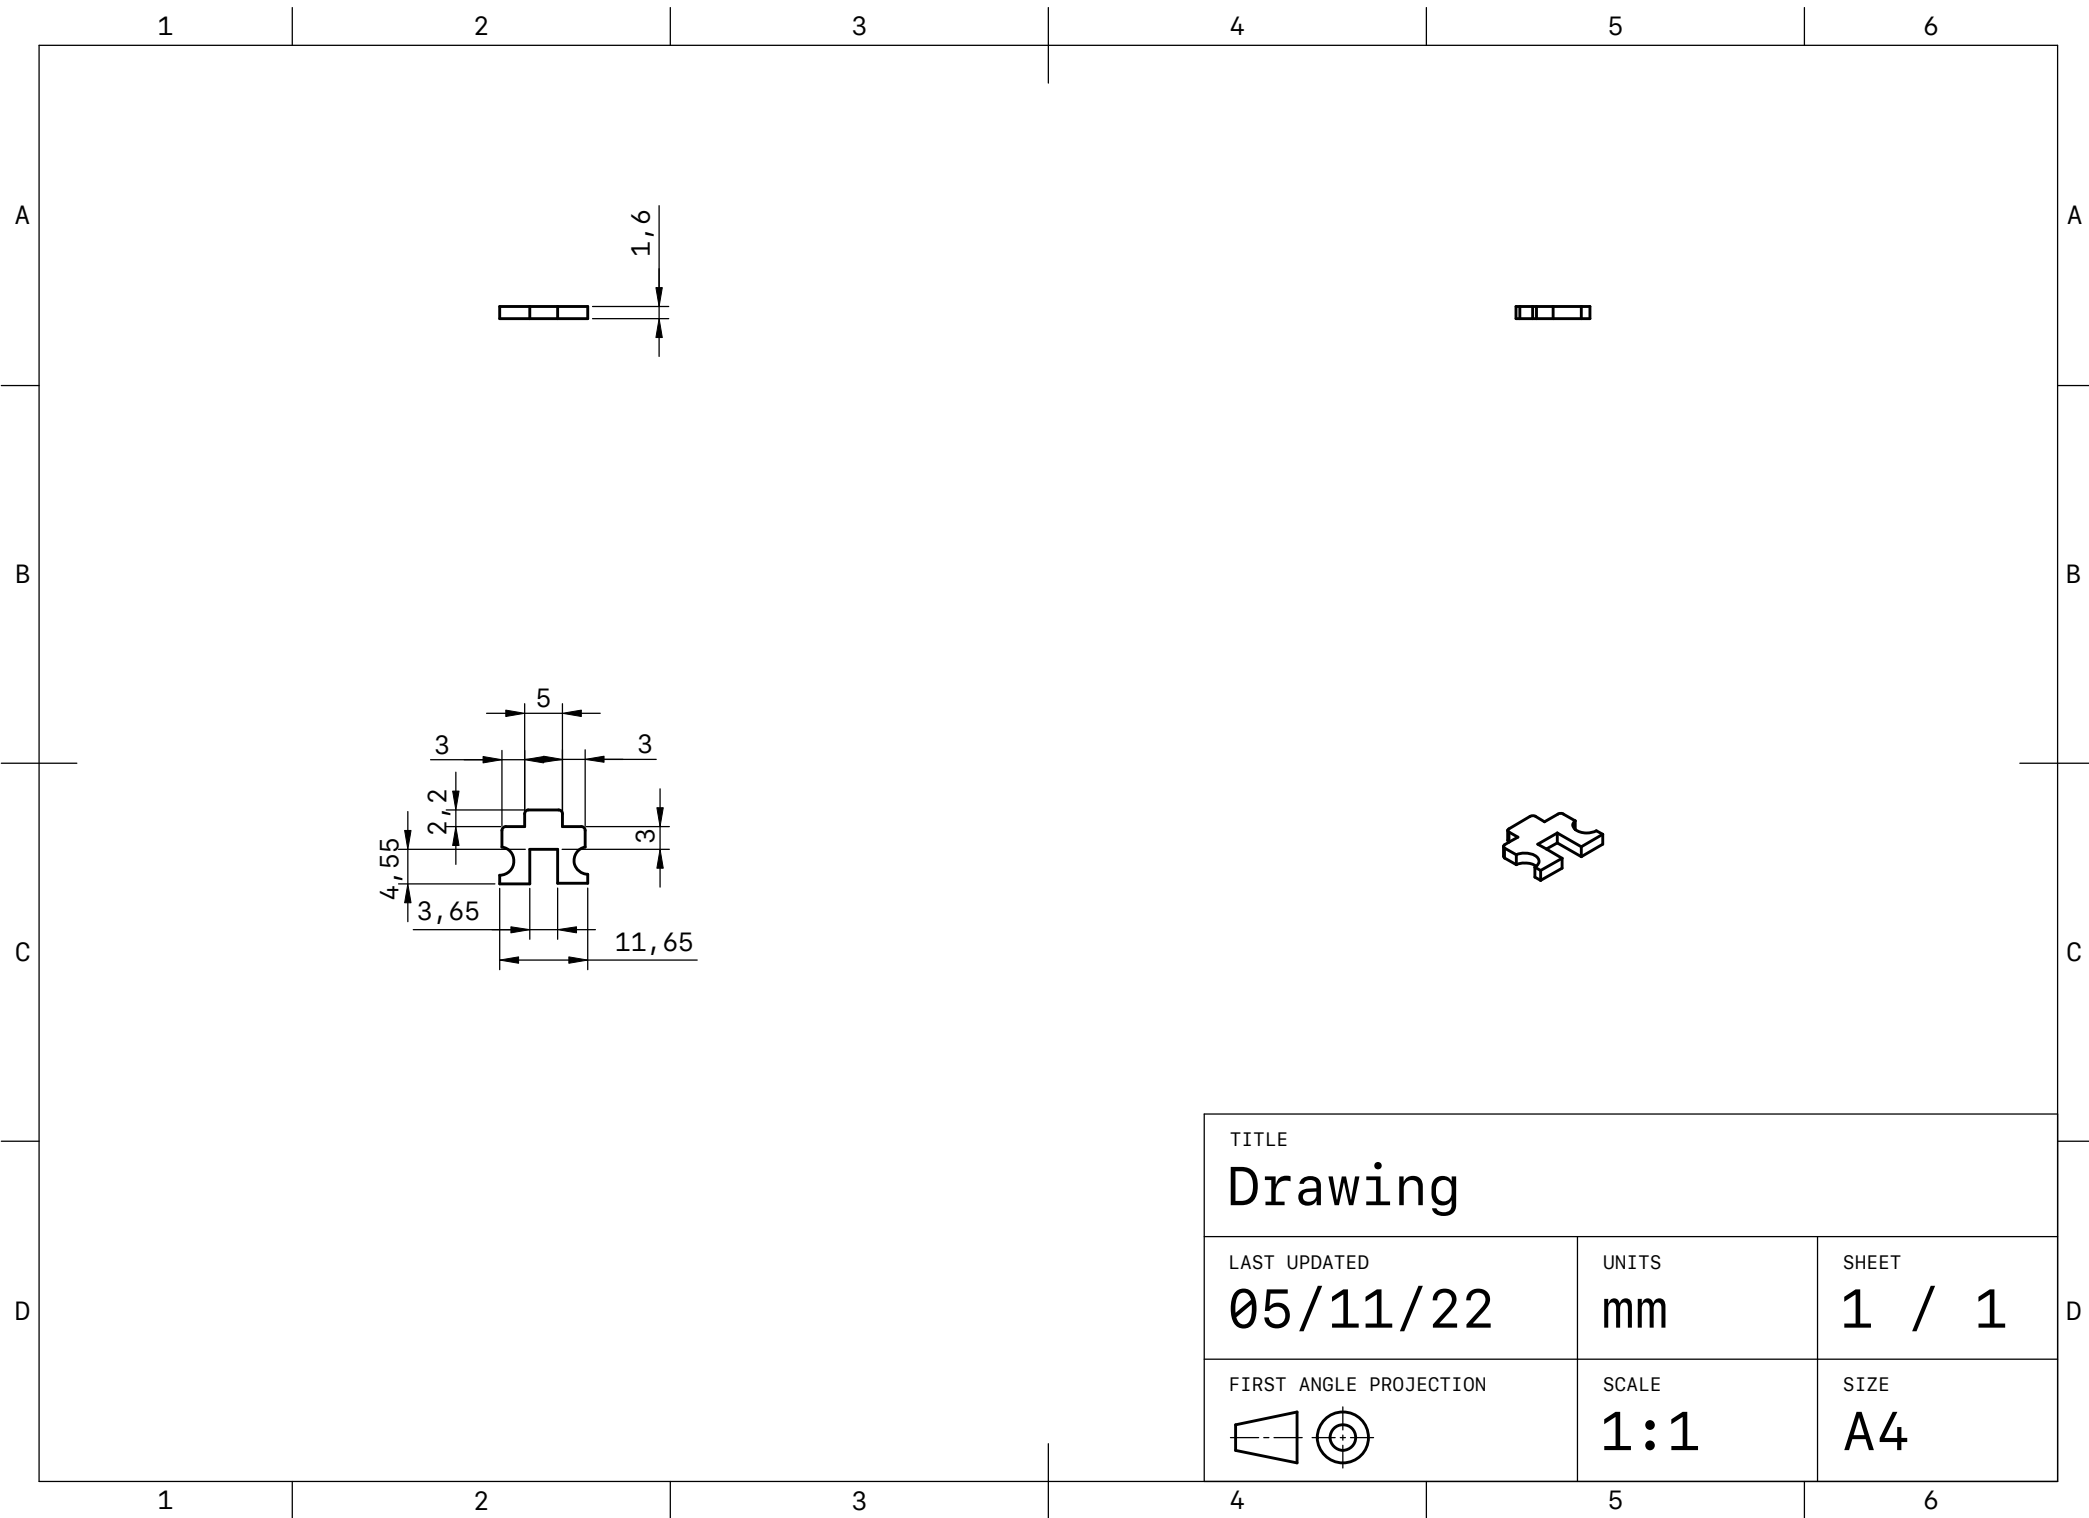 1 2 3 4 5 6
A A
1,6
B B
5
3 3
2,2
3
4,55
3,65
11,65
C C
TITLE
Drawing
LAST UPDATED UNITS SHEET
05/11/22 mm 1 / 1
D D
FIRST ANGLE PROJECTION SCALE SIZE
1:1 A4
1 2 3 4 5 6